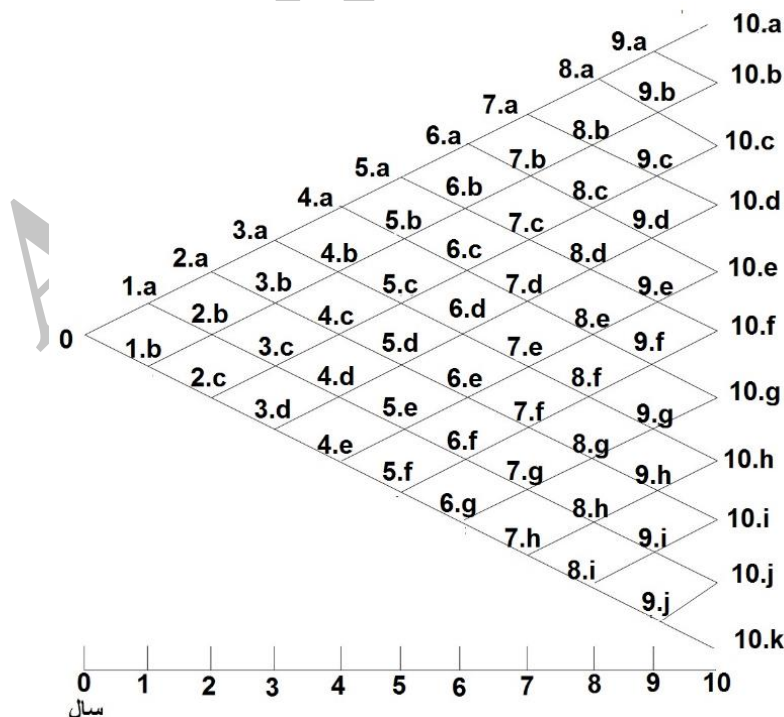 10.a
9.a
10.b
8.a
9.b
7.a
8.b
10.c
6.a
7.b
9.c
5.a
6.b
8.c
10.d
4.a
5.b
7.c
9.d
3.a
4.b
6.c
8.d
10.e
2.a
3.b
5.c
7.d
9.e
1.a
2.b
4.c
6.d
8.e
10.f
0
1.b
3.c
5.d
7.e
9.f
2.c
4.d
6.e
8.f
10.g
3.d
5.e
7.f
9.g
4.e
6.f
8.g
10.h
5.f
7.g
9.h
6.g
8.h
10.i
7.h
9.i
8.i
10.j
9.j
10.k
0 1 2 3 4 5 6 7 8 9 10
سال